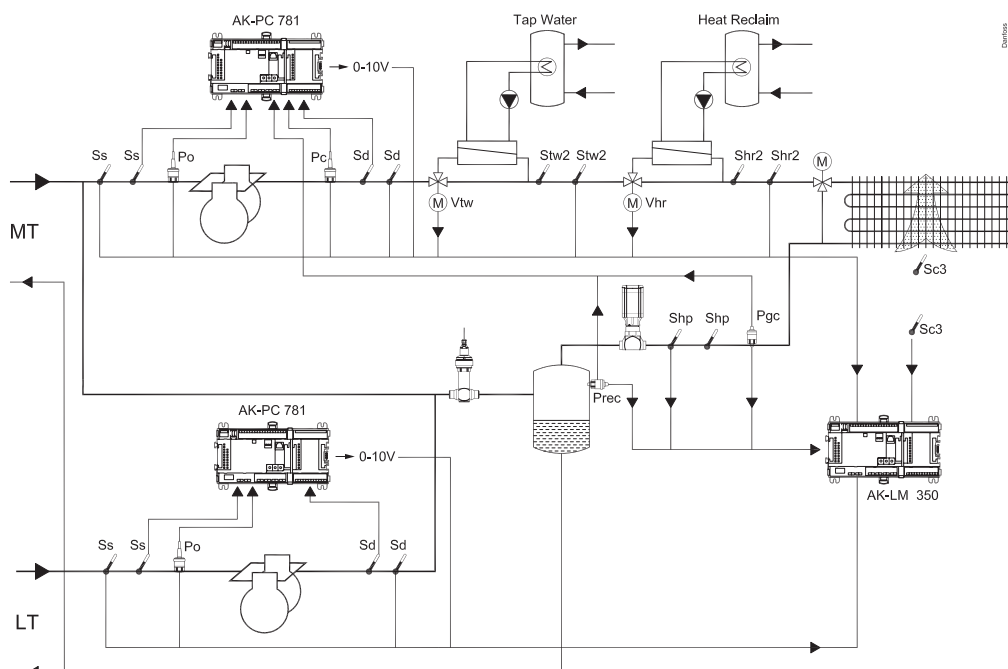 AK-PC 781
Tap Water
Heat Reclaim
Danfoss
0-10V
Ss
Ss
Po
Pc
Sd
Sd
Stw2
Stw2
Shr2
Shr2
M
M
Vtw
M
Vhr
MT
Sc3
Shp
Shp
Pgc
Sc3
Prec
AK-PC 781
0-10V
AK-LM 350
Ss
Ss
Po
Sd
Sd
LT